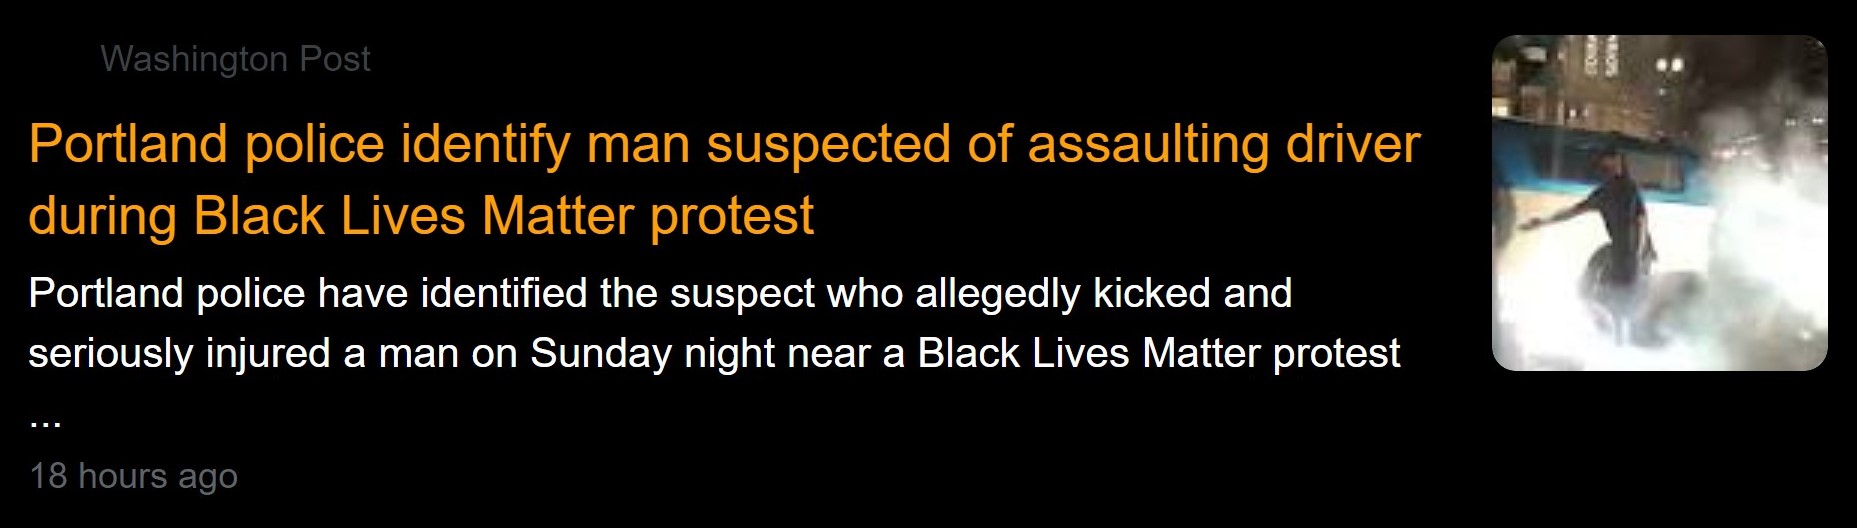 Washington Post
Portland police identify man suspected of assaulting driver
during Black Lives Matter protest
Portland police have identified the suspect who allegedly kicked and
seriously injured a man on Sunday night near a Black Lives Matter protest
...
18 hours ago